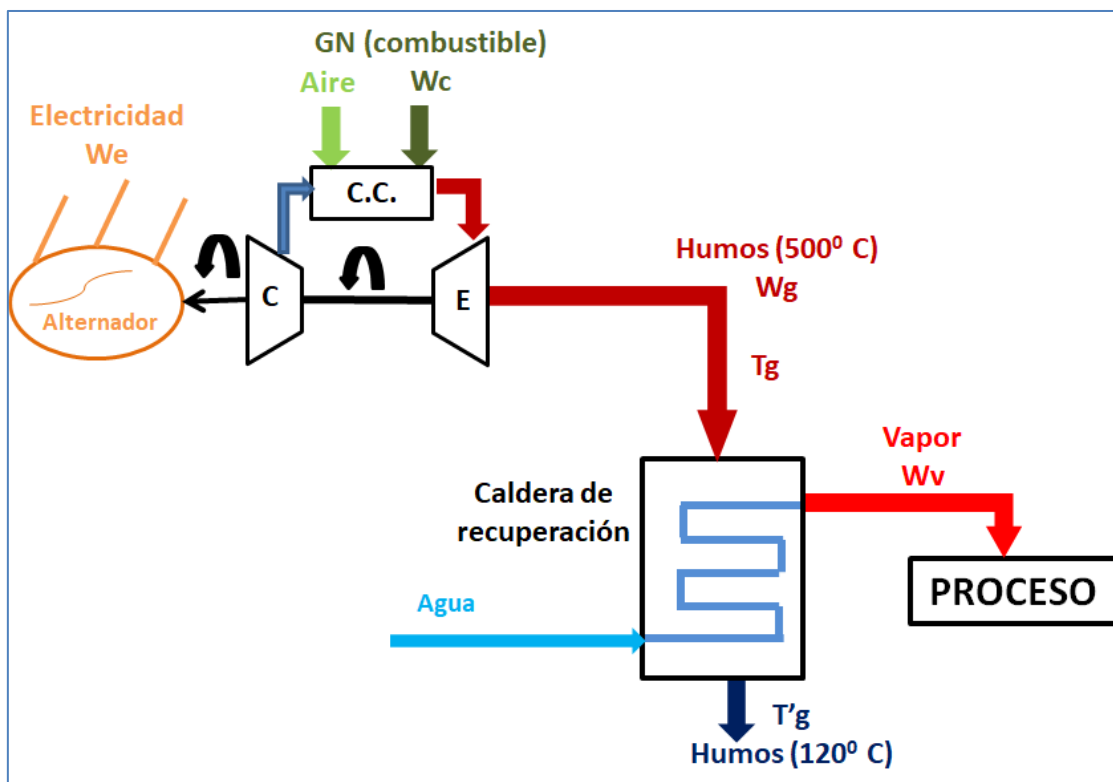 GN (combustible)
Aire
Wc
Electricidad
We
C.C.
Alternador
C
E
Humos (500⁰ C)
Wg
Tg
Caldera de
recuperación
Vapor
Wv
PROCESO
Agua
T'g
Humos (120⁰ C)